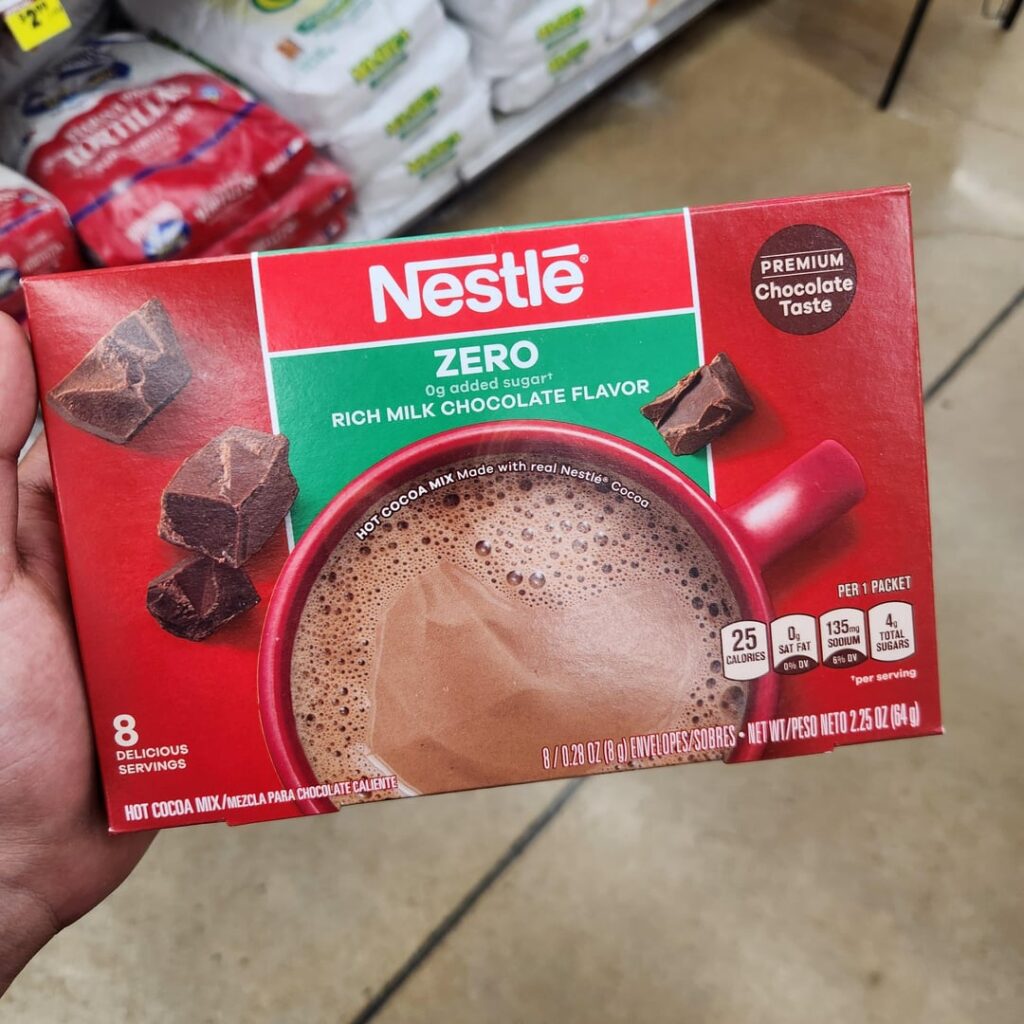 TORTILLAS
Nestlé®
ZERO
0g added sugar†
RICH MILK CHOCOLATE FLAVOR
PREMIUM
Chocolate
Taste
HOT COCOA MIX Made with real Nestlé® Cocoa
PER 1 PACKET
25
CALORIES
0g
SAT FAT
0% DV
135mg
SODIUM
6% DV
4g
TOTAL
SUGARS
†per serving
8
DELICIOUS
SERVINGS
8 / 0.28 OZ (8 g) ENVELOPES/SOBRES • NET WT/PESO NETO 2.25 OZ (64 g)
HOT COCOA MIX/MEZCLA PARA CHOCOLATE CALIENTE